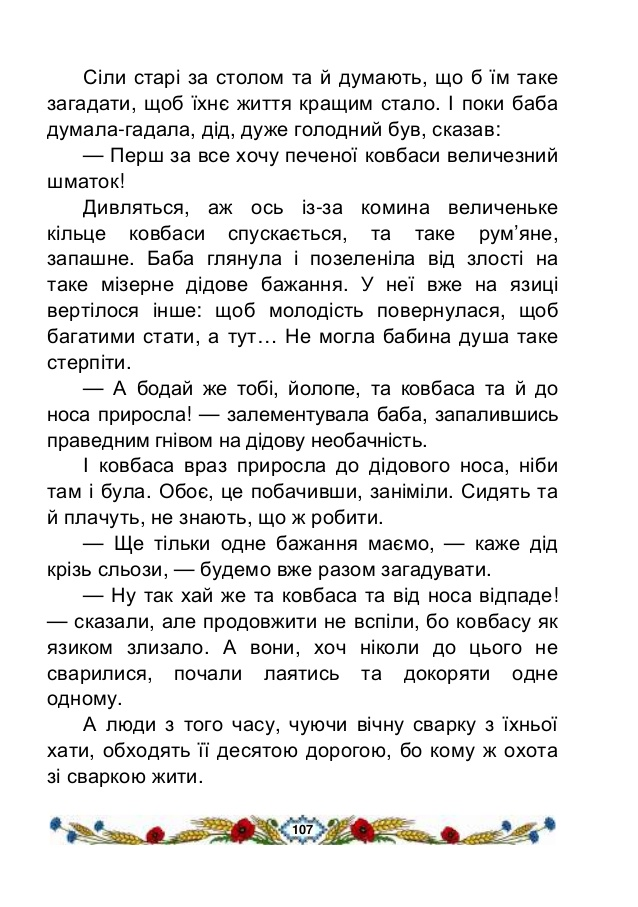 Сіли старі за столом та й думають, що б їм таке
загадати, щоб їхнє життя кращим стало. І поки баба
думала-гадала, дід, дуже голодний був, сказав:
— Перш за все хочу печеної ковбаси величезний
шматок!
Дивляться, аж ось із-за комина величеньке
кільце ковбаси спускається, та таке рум’яне,
запашне. Баба глянула і позеленіла від злості на
таке мізерне дідове бажання. У неї вже на язиці
вертілося інше: щоб молодість повернулася, щоб
багатими стати, а тут… Не могла бабина душа таке
стерпіти.
— А бодай же тобі, йолопе, та ковбаса та й до
носа приросла! — залементувала баба, запалившись
праведним гнівом на дідову необачність.
І ковбаса враз приросла до дідового носа, ніби
там і була. Обоє, це побачивши, заніміли. Сидять та
й плачуть, не знають, що ж робити.
— Ще тільки одне бажання маємо, — каже дід
крізь сльози, — будемо вже разом загадувати.
— Ну так хай же та ковбаса та від носа відпаде!
— сказали, але продовжити не вспіли, бо ковбасу як
язиком злизало. А вони, хоч ніколи до цього не
сварилися, почали лаятись та докоряти одне
одному.
А люди з того часу, чуючи вічну сварку з їхньої
хати, обходять її десятою дорогою, бо кому ж охота
зі сваркою жити.
107